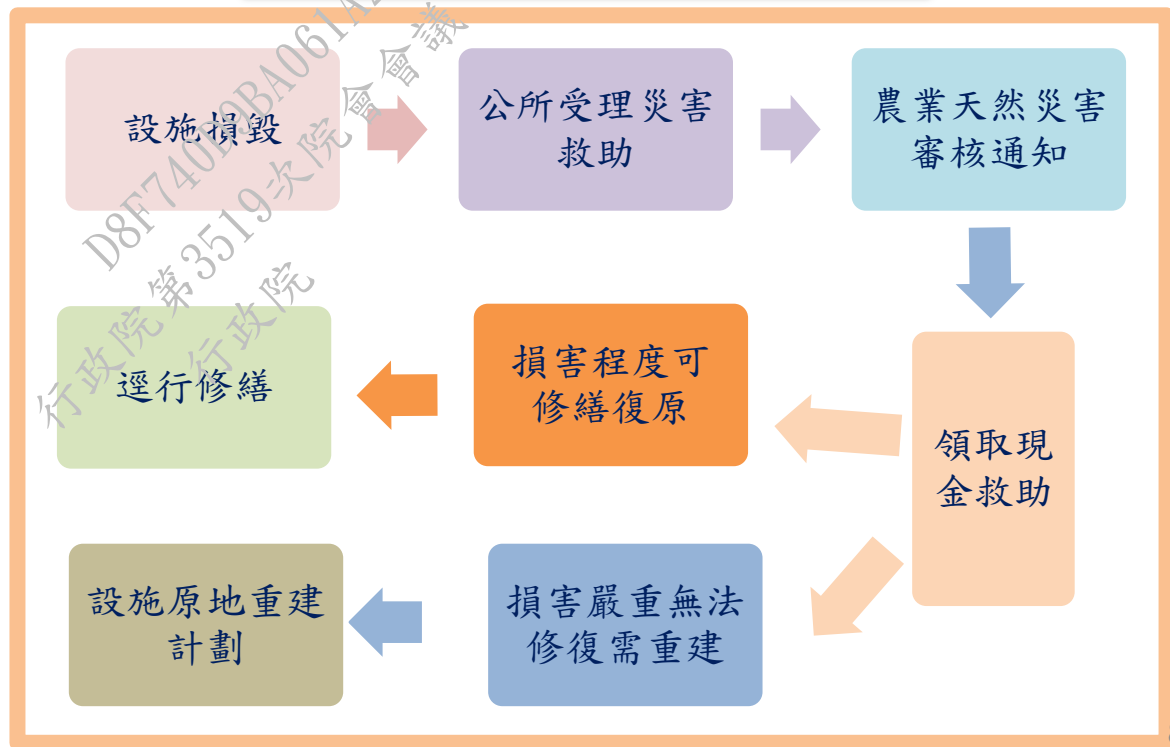 設施損毀
公所受理災害
救助
農業天然災害
審核通知
領取現
金救助
損害程度可
修繕復原
逕行修繕
損害嚴重無法
修復需重建
設施原地重建
計劃
行政院第3519次院會會議
行政院